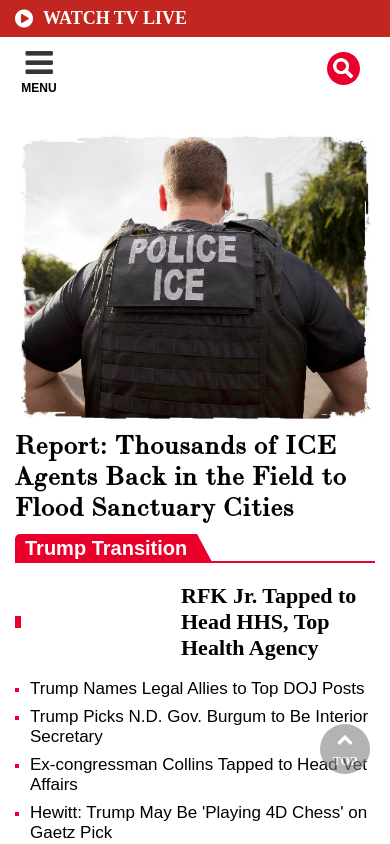 WATCH TV LIVE
MENU
POLICE
ICE
Report: Thousands of ICE
Agents Back in the Field to
Flood Sanctuary Cities
Trump Transition
RFK Jr. Tapped to
Head HHS, Top
Health Agency
Trump Names Legal Allies to Top DOJ Posts
Trump Picks N.D. Gov. Burgum to Be Interior
Secretary
Ex-congressman Collins Tapped to Head Vet
Affairs
TOP
Hewitt: Trump May Be 'Playing 4D Chess' on
Gaetz Pick